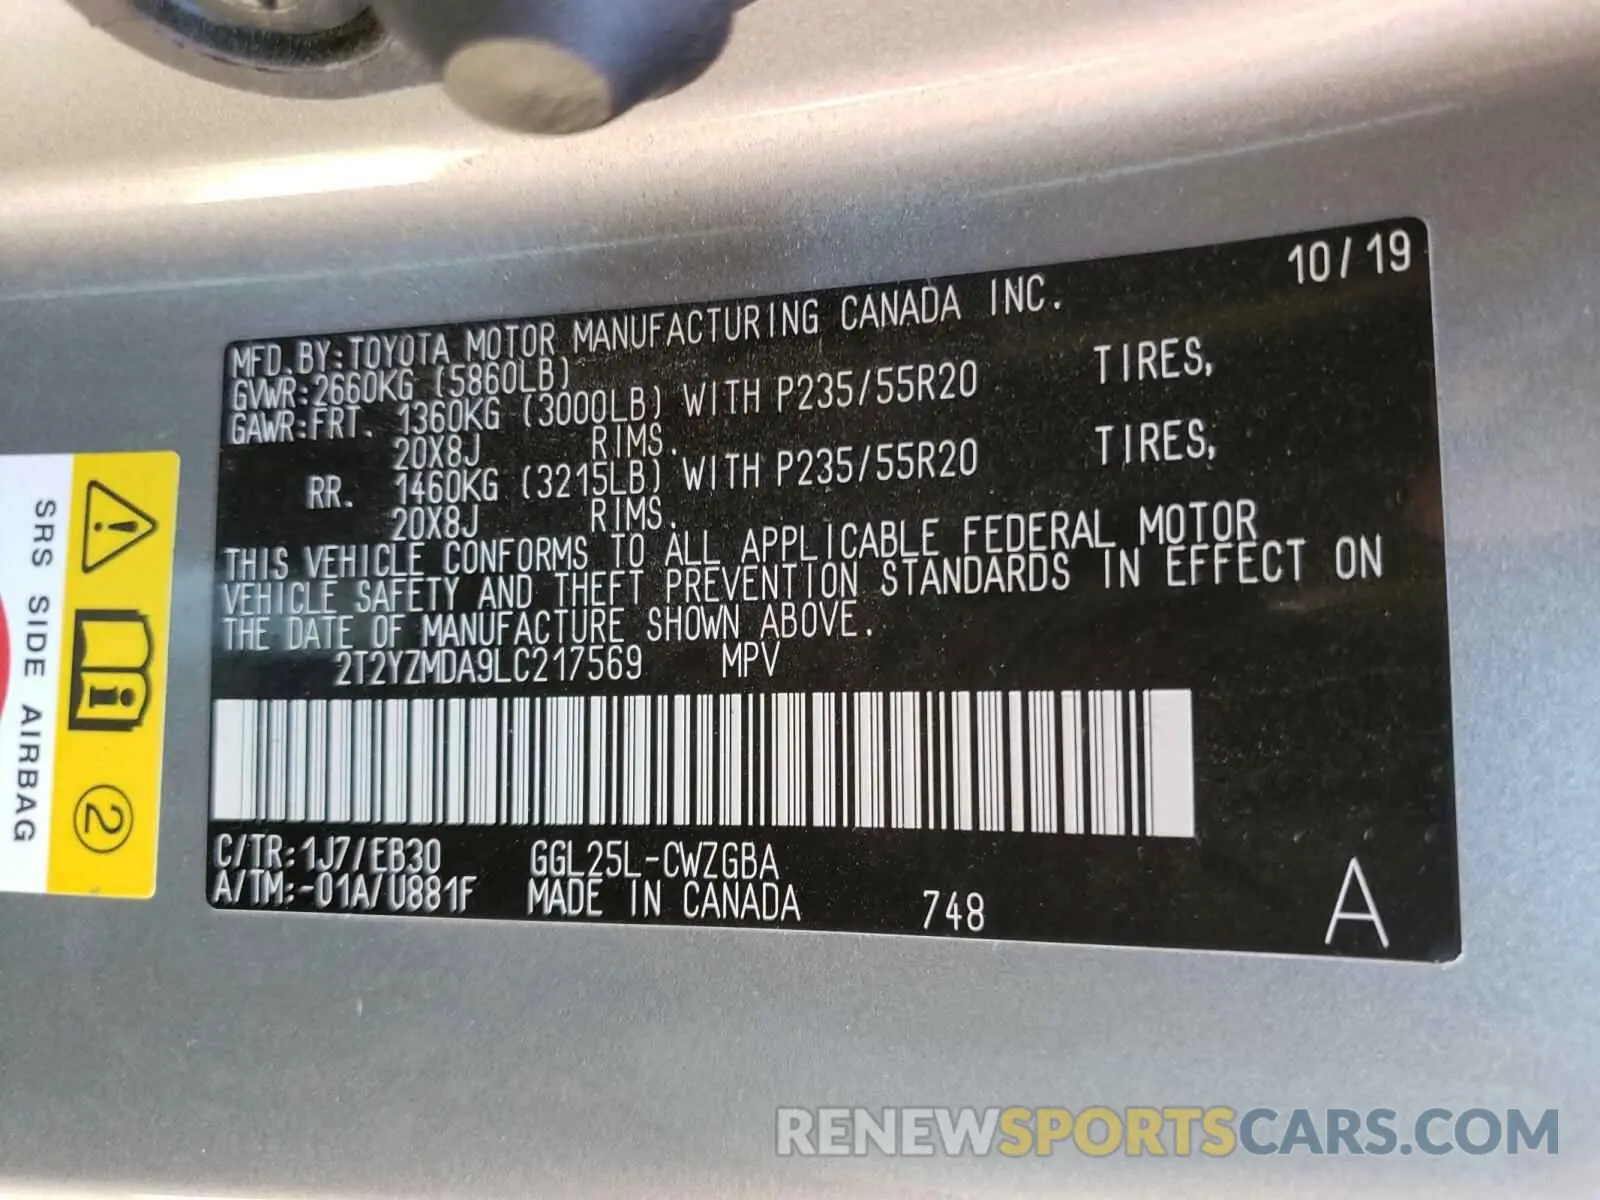 10/19
MFD.BY:TOYOTA MOTOR MANUFACTURING CANADA INC.
GVWR:2660KG (5860LB)
GAWR:FRT. 1360KG (3000LB) WITH P235/55R20 TIRES,
20X8J RIMS.
RR. 1460KG (3215LB) WITH P235/55R20 TIRES,
20X8J RIMS.
THIS VEHICLE CONFORMS TO ALL APPLICABLE FEDERAL MOTOR
VEHICLE SAFETY AND THEFT PREVENTION STANDARDS IN EFFECT ON
THE DATE OF MANUFACTURE SHOWN ABOVE.
2T2YZMDA9LC217569 MPV
C/TR:1J7/EB30 GGL25L-CWZGBA
A/TM:-01A/U881F MADE IN CANADA 748 A
SRS SIDE AIRBAG
2
RENEWSPORTSCARS.COM